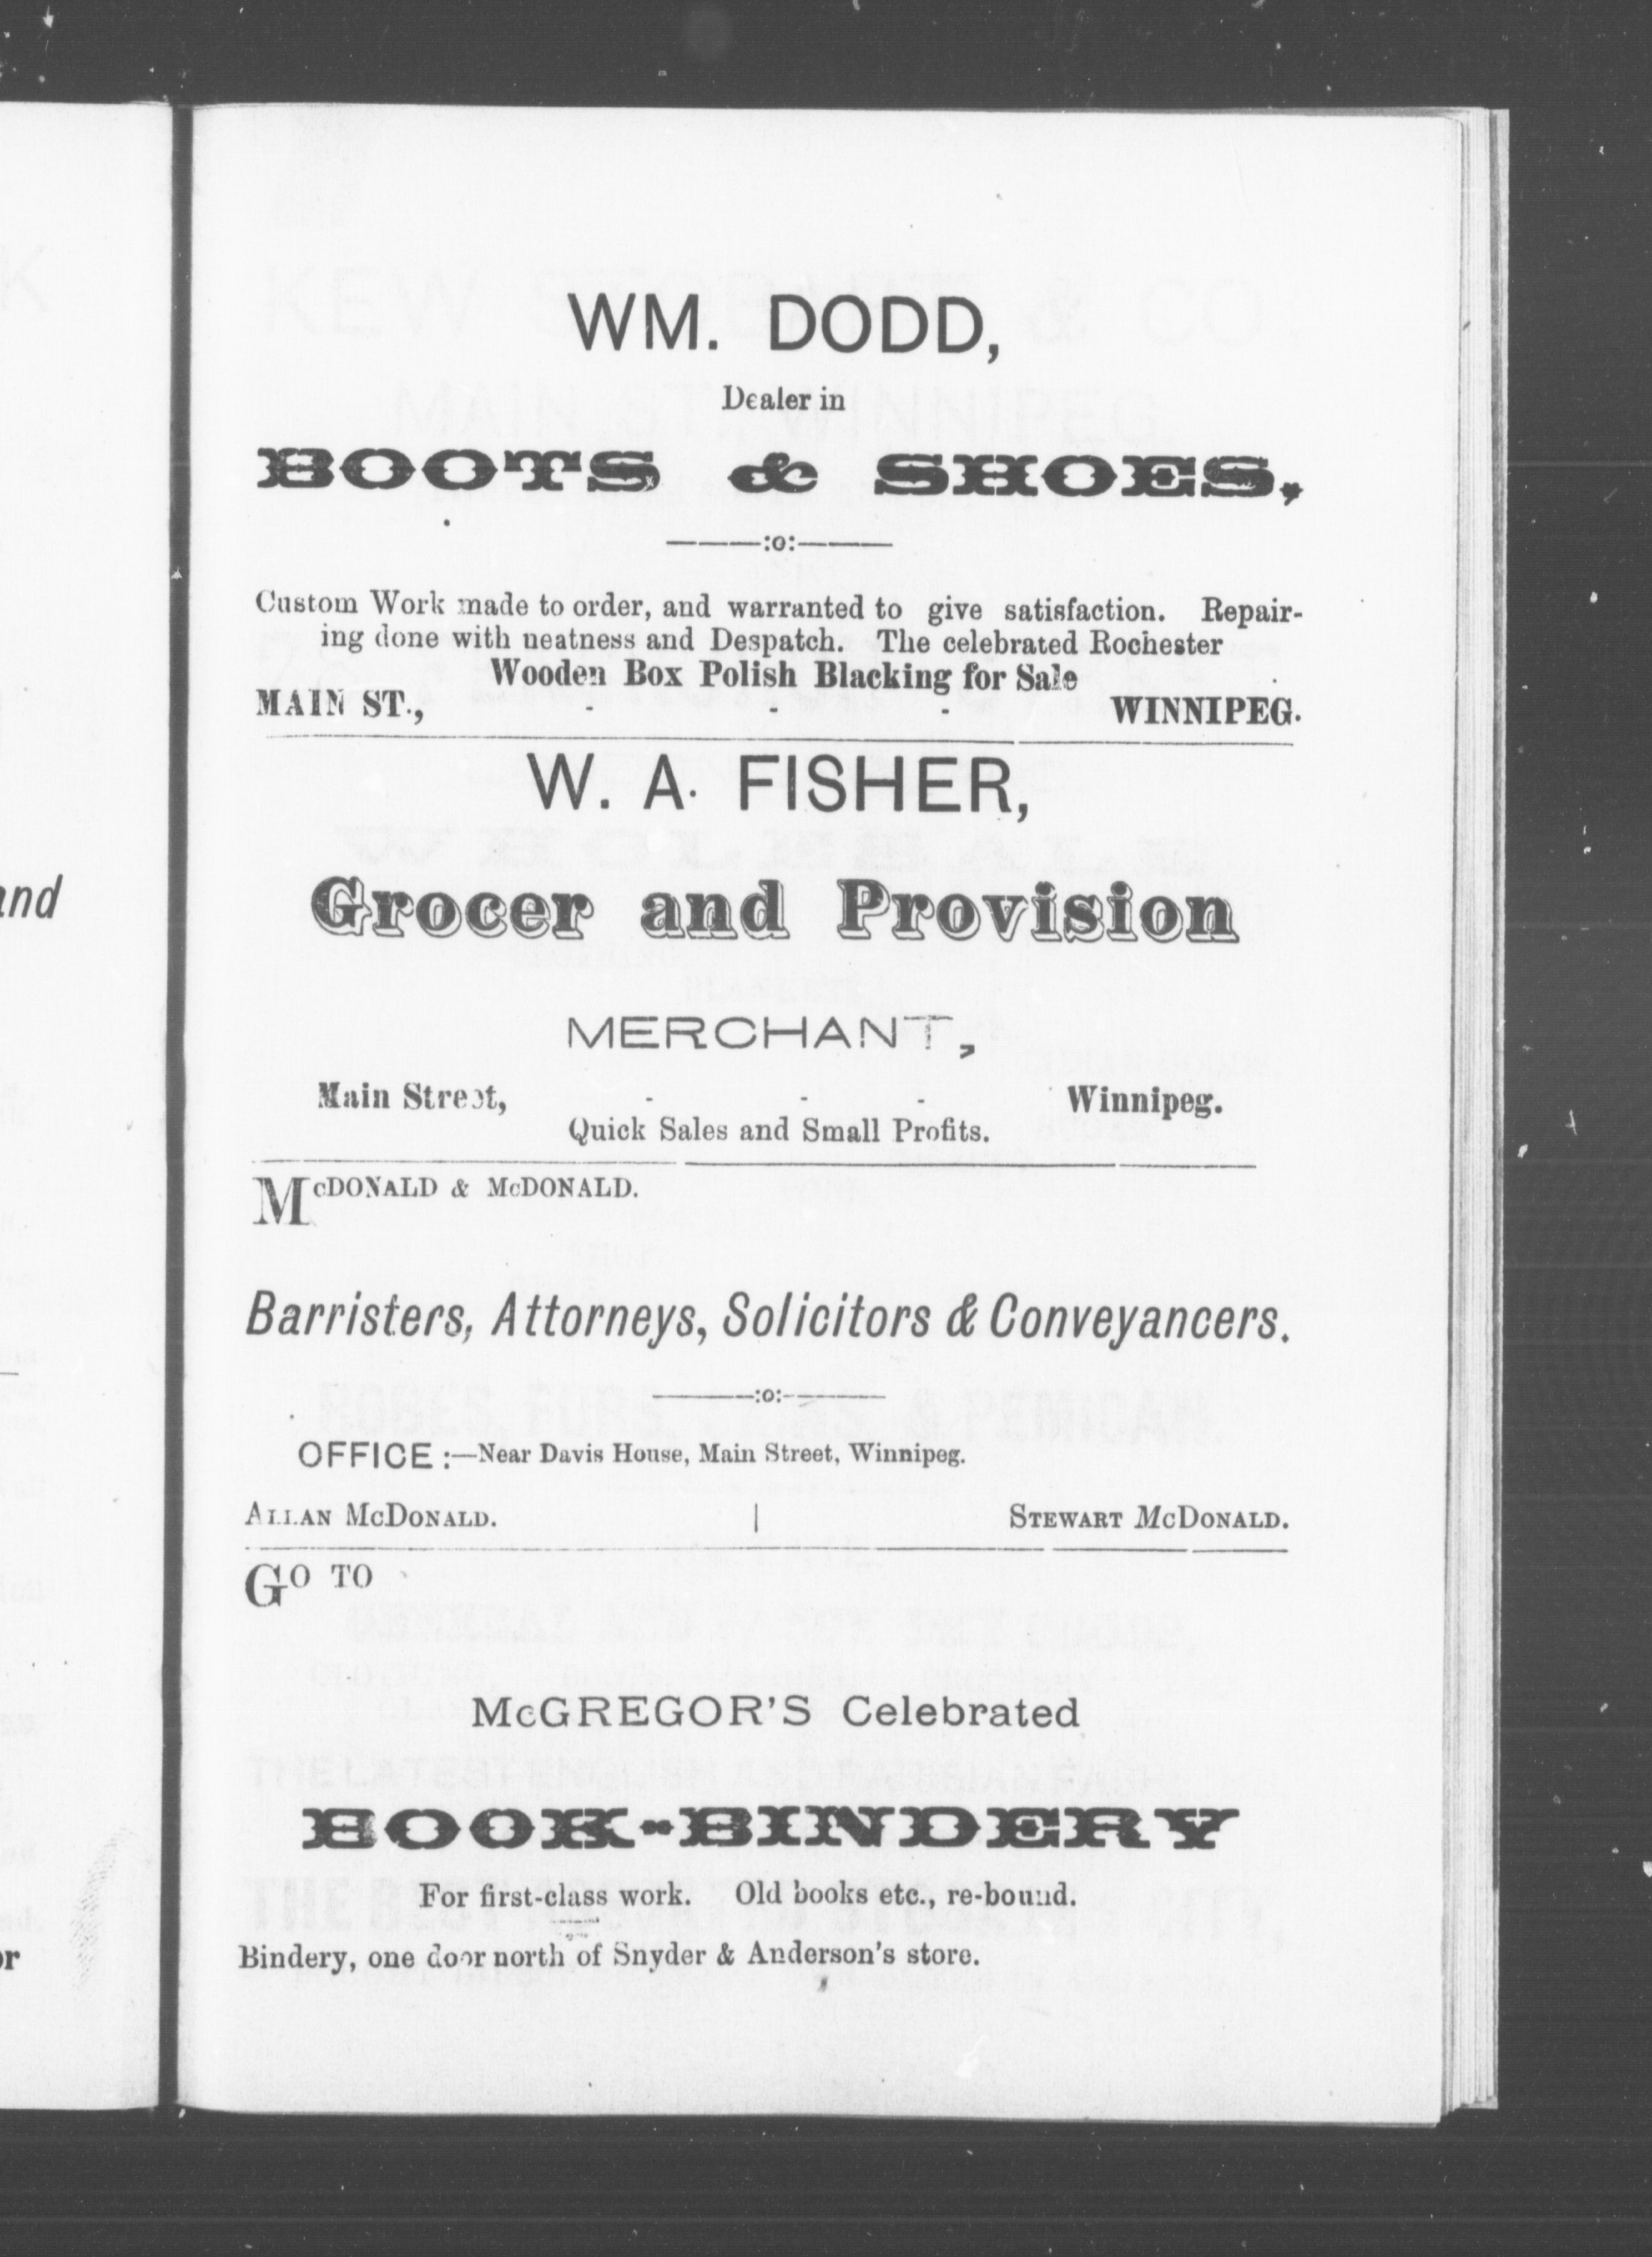 WM. DODD,
Dealer in
BOOTS & SHOES,
———:o:———
Custom Work made to order, and warranted to give satisfaction. Repair-
ing done with neatness and Despatch. The celebrated Rochester
Wooden Box Polish Blacking for Sale
MAIN ST., - - - WINNIPEG.
W. A. FISHER,
Grocer and Provision
MERCHANT,
Main Street, - - - Winnipeg.
Quick Sales and Small Profits.
McDONALD & McDONALD.
Barristers, Attorneys, Solicitors & Conveyancers.
———:o:———
OFFICE :—Near Davis House, Main Street, Winnipeg.
ALLAN MCDONALD. | STEWART MCDONALD.
GO TO
McGREGOR'S Celebrated
BOOK-BINDERY
For first-class work. Old books etc., re-bound.
Bindery, one door north of Snyder & Anderson's store.